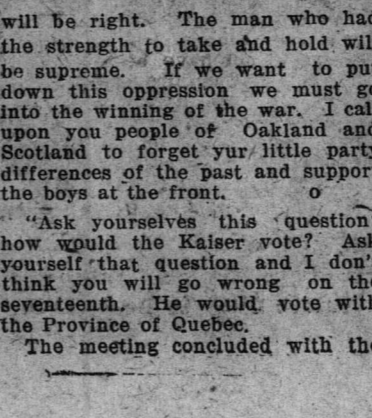 will be right. The man who had
the strength to take and hold wil
be supreme. If we want to pu
down this oppression we must go
into the winning of the war. I cal
upon you people of Oakland and
Scotland to forget yur little party
differences of the past and suppor
the boys at the front. o
"Ask yourselves this question
how would the Kaiser vote? Ask
yourself that question and I don'
think you will go wrong on the
seventeenth. He would vote with
the Province of Quebec.
The meeting concluded with the